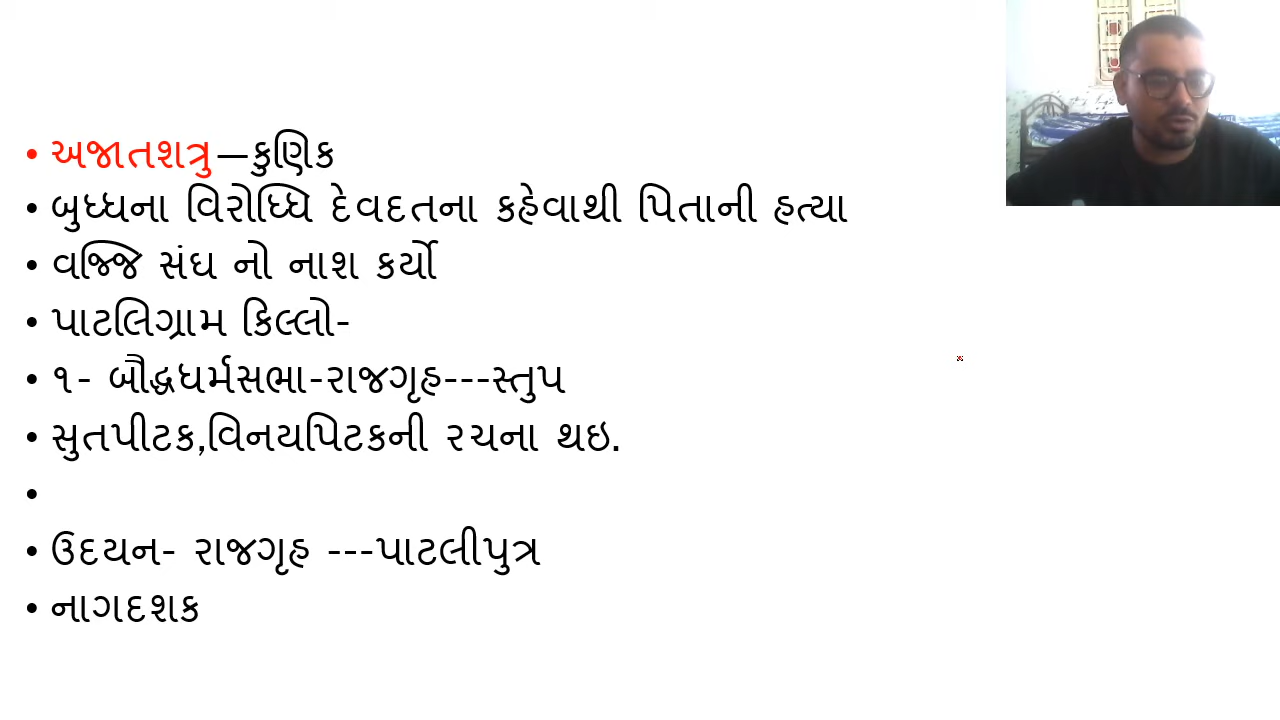 • અજાતશત્રુ—કુણિક
• બુધ્ધના વિરોધ્ધિ દેવદતના કહેવાથી પિતાની હત્યા
• વજ્જિ સંઘ નો નાશ કર્યો
• પાટલિગ્રામ કિલ્લો-
• ૧- બૌદ્ધધર્મસભા-રાજગૃહ---સ્તુપ
• સુતપીટક,વિનયપિટકની રચના થઇ.
•
• ઉદયન- રાજગૃહ ---પાટલીપુત્ર
• નાગદશક